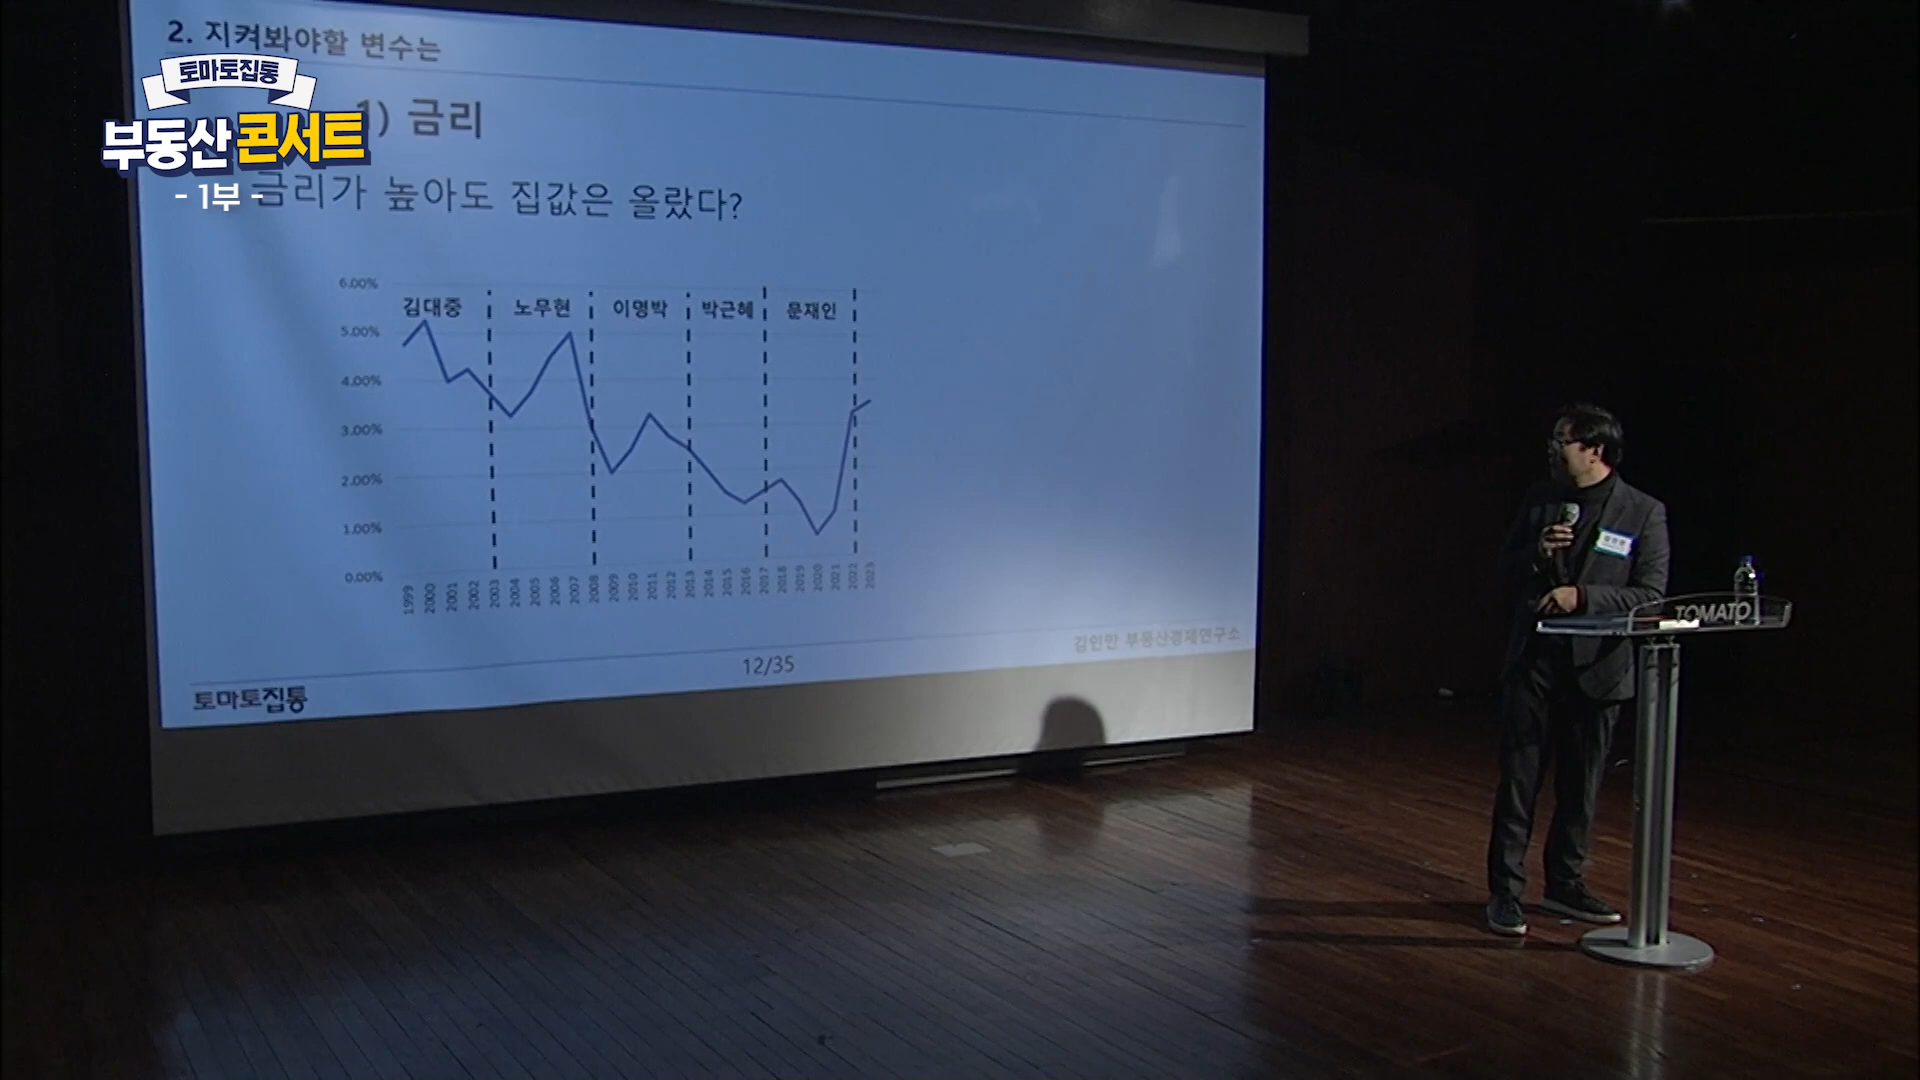 2. 지켜봐야할 변수는
토마토집통
부동산 콘서트
- 1부 -
1) 금리
금리가 높아도 집값은 올랐다?
6.00%
5.00%
4.00%
3.00%
2.00%
1.00%
0.00%
김대중 노무현 이명박 박근혜 문재인
1999 2000 2001 2002 2003 2004 2005 2006 2007 2008 2009 2010 2011 2012 2013 2014 2015 2016 2017 2018 2019 2020 2021 2022 2023
김인만 부동산경제연구소
12/35
토마토집통
TOMATO